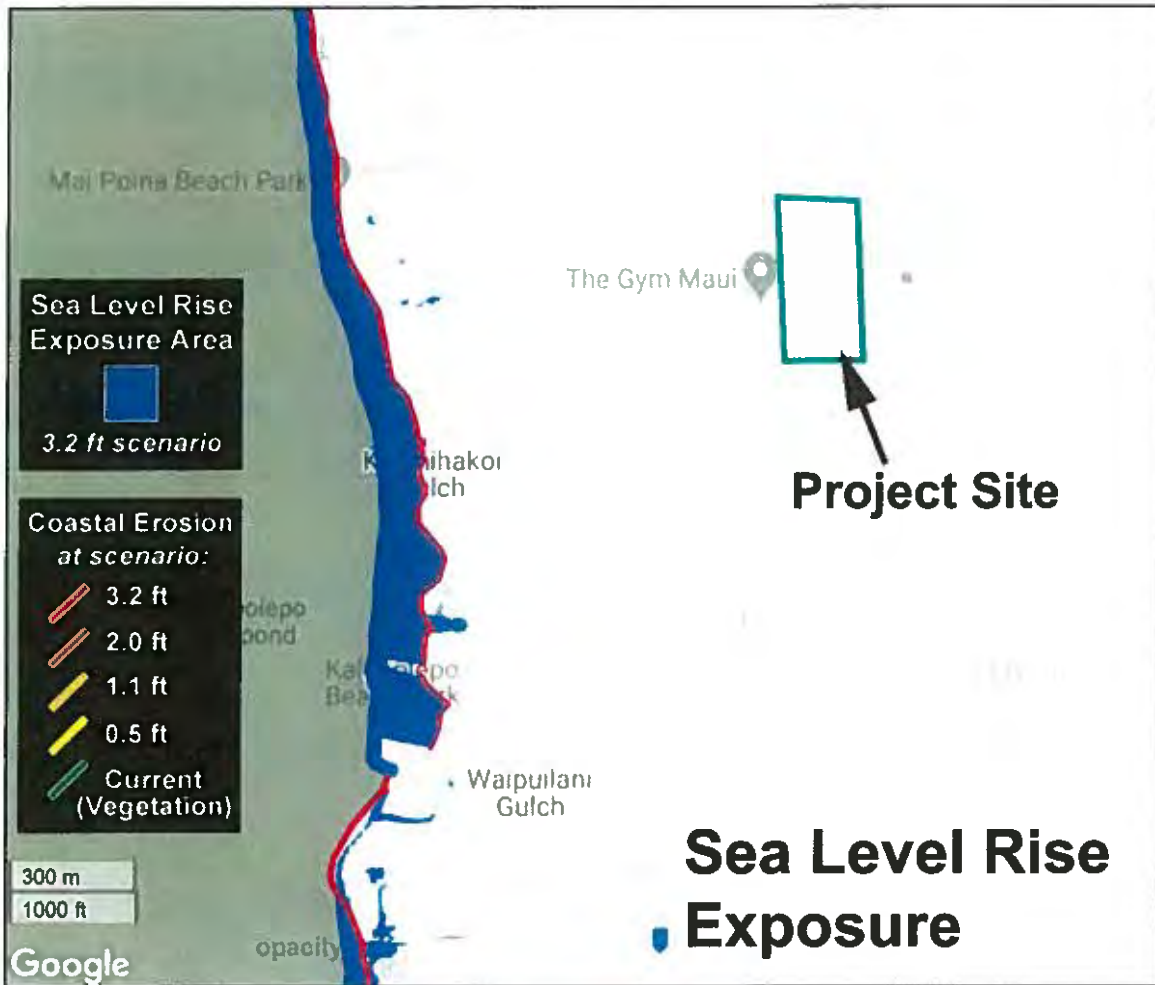 Mai Poina Beach Park
The Gym Maui
Sea Level Rise
Exposure Area
3.2 ft scenario
Project Site
Coastal Erosion
at scenario:
3.2 ft
2.0 ft
1.1 ft
0.5 ft
Current
(Vegetation)
Waipuilani
Gulch
300 m
1000 ft
Google
opacity
Sea Level Rise
Exposure